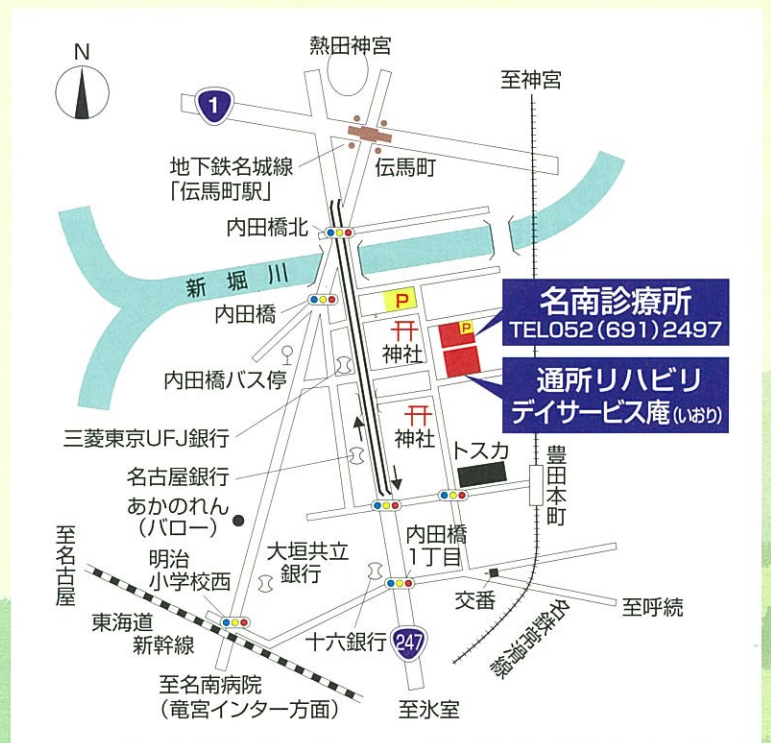 熱田神宮
N
至神宮
1
地下鉄名城線
「伝馬町駅」
伝馬町
内田橋北
新堀川
内田橋
P
名南診療所
TEL052(691)2497
P
神社
内田橋バス停
通所リハビリ
デイサービス庵(いおり)
三菱東京UFJ銀行
神社
トスカ
名古屋銀行
豊田本町
あかのれん
(バロー)
至名古屋
内田橋
1丁目
大垣共立
銀行
明治
小学校西
交番
至呼続
東海道
新幹線
十六銀行
247
名鉄常滑線
至名南病院
(竜宮インター方面)
至氷室